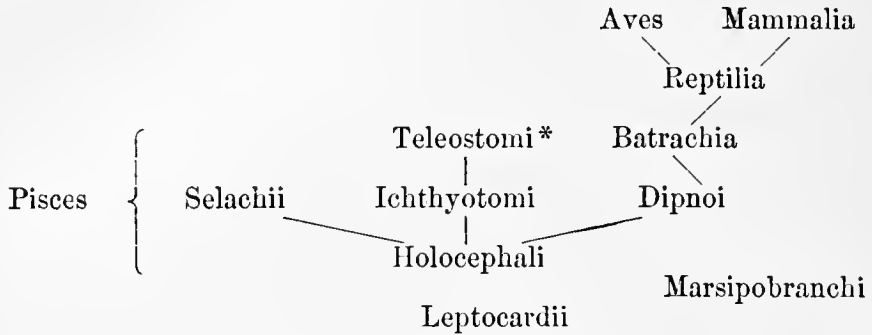 Aves Mammalia
Reptilia
Teleostomi* Batrachia
Pisces Selachii Ichthyotomi Dipnoi
Holocephali
Marsipobranchi
Leptocardii